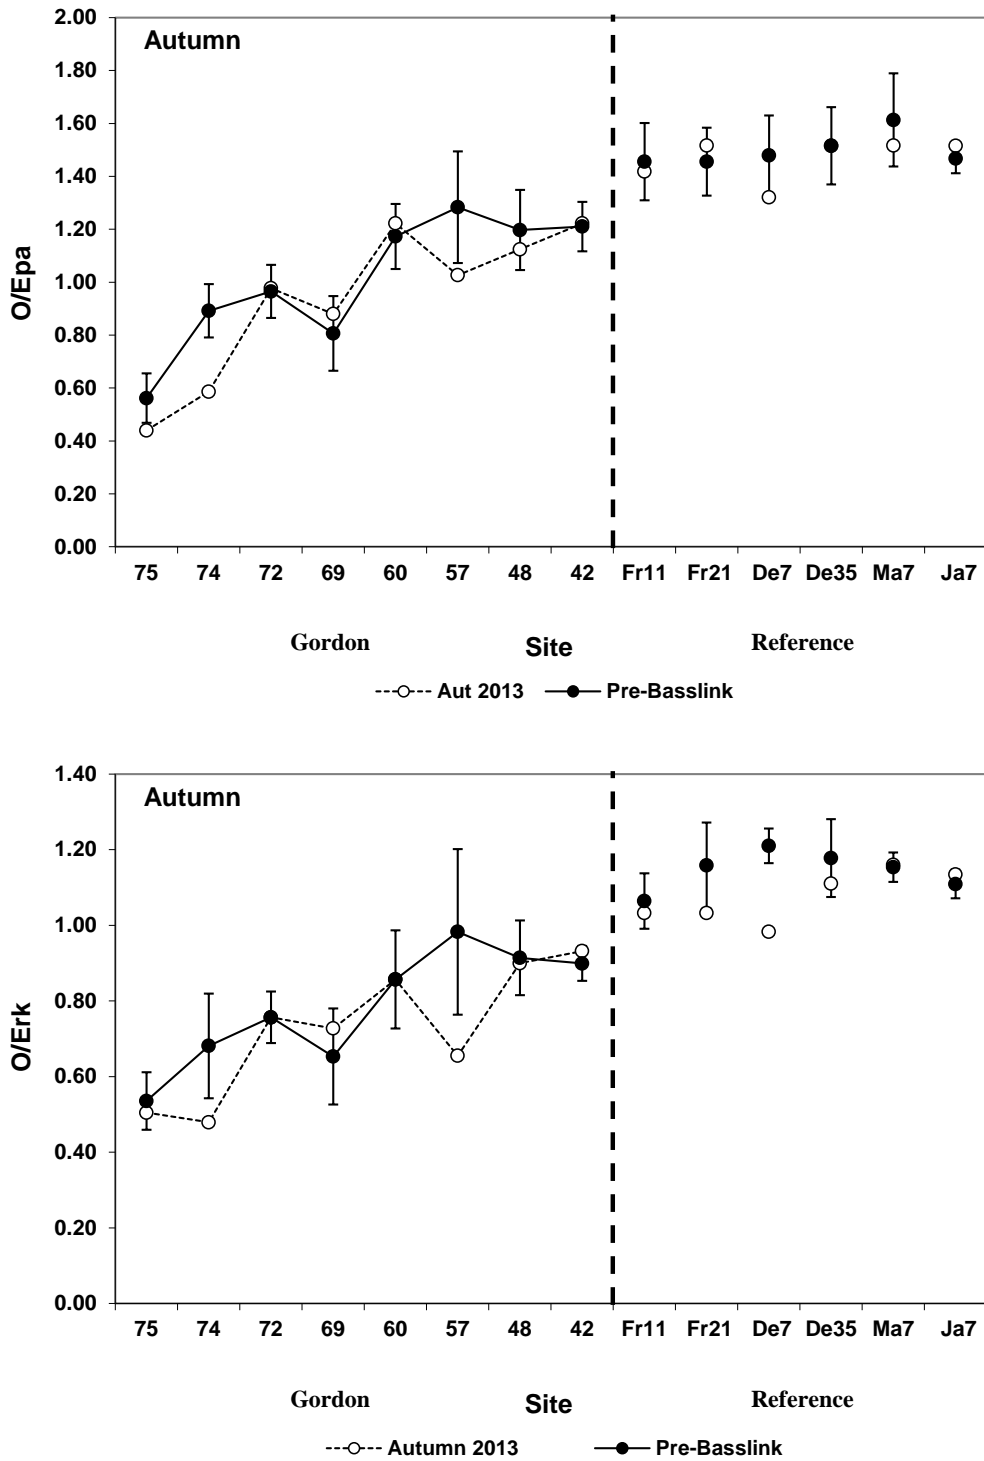 2.00
Autumn
1.80
1.60
1.40
1.20
1.00
0.80
0.60
0.40
0.20
0.00
O/Epa
75 74 72 69 60 57 48 42 Fr11 Fr21 De7 De35 Ma7 Ja7
Gordon Site Reference
Aut 2013 Pre-Basslink
1.40
Autumn
1.20
1.00
0.80
0.60
0.40
0.20
0.00
O/Erk
75 74 72 69 60 57 48 42 Fr11 Fr21 De7 De35 Ma7 Ja7
Gordon Site Reference
Autumn 2013 Pre-Basslink